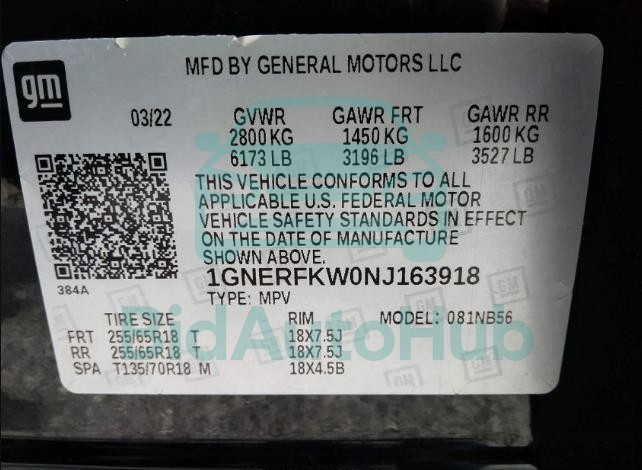 gm
MFD BY GENERAL MOTORS LLC
03/22 GVWR GAWR FRT GAWR RR
2800 KG 1450 KG 1600 KG
6173 LB 3196 LB 3527 LB
THIS VEHICLE CONFORMS TO ALL
APPLICABLE U.S. FEDERAL MOTOR
VEHICLE SAFETY STANDARDS IN EFFECT
ON THE DATE OF MANUFACTURE
SHOWN ABOVE.
384A
1GNERFKW0NJ163918
TYPE: MPV
TIRE SIZE RIM MODEL: 081NB56
FRT 255/65R18 T 18X7.5J
RR 255/65R18 T 18X7.5J
SPA T135/70R18 M 18X4.5B
BidAutoHub
GM